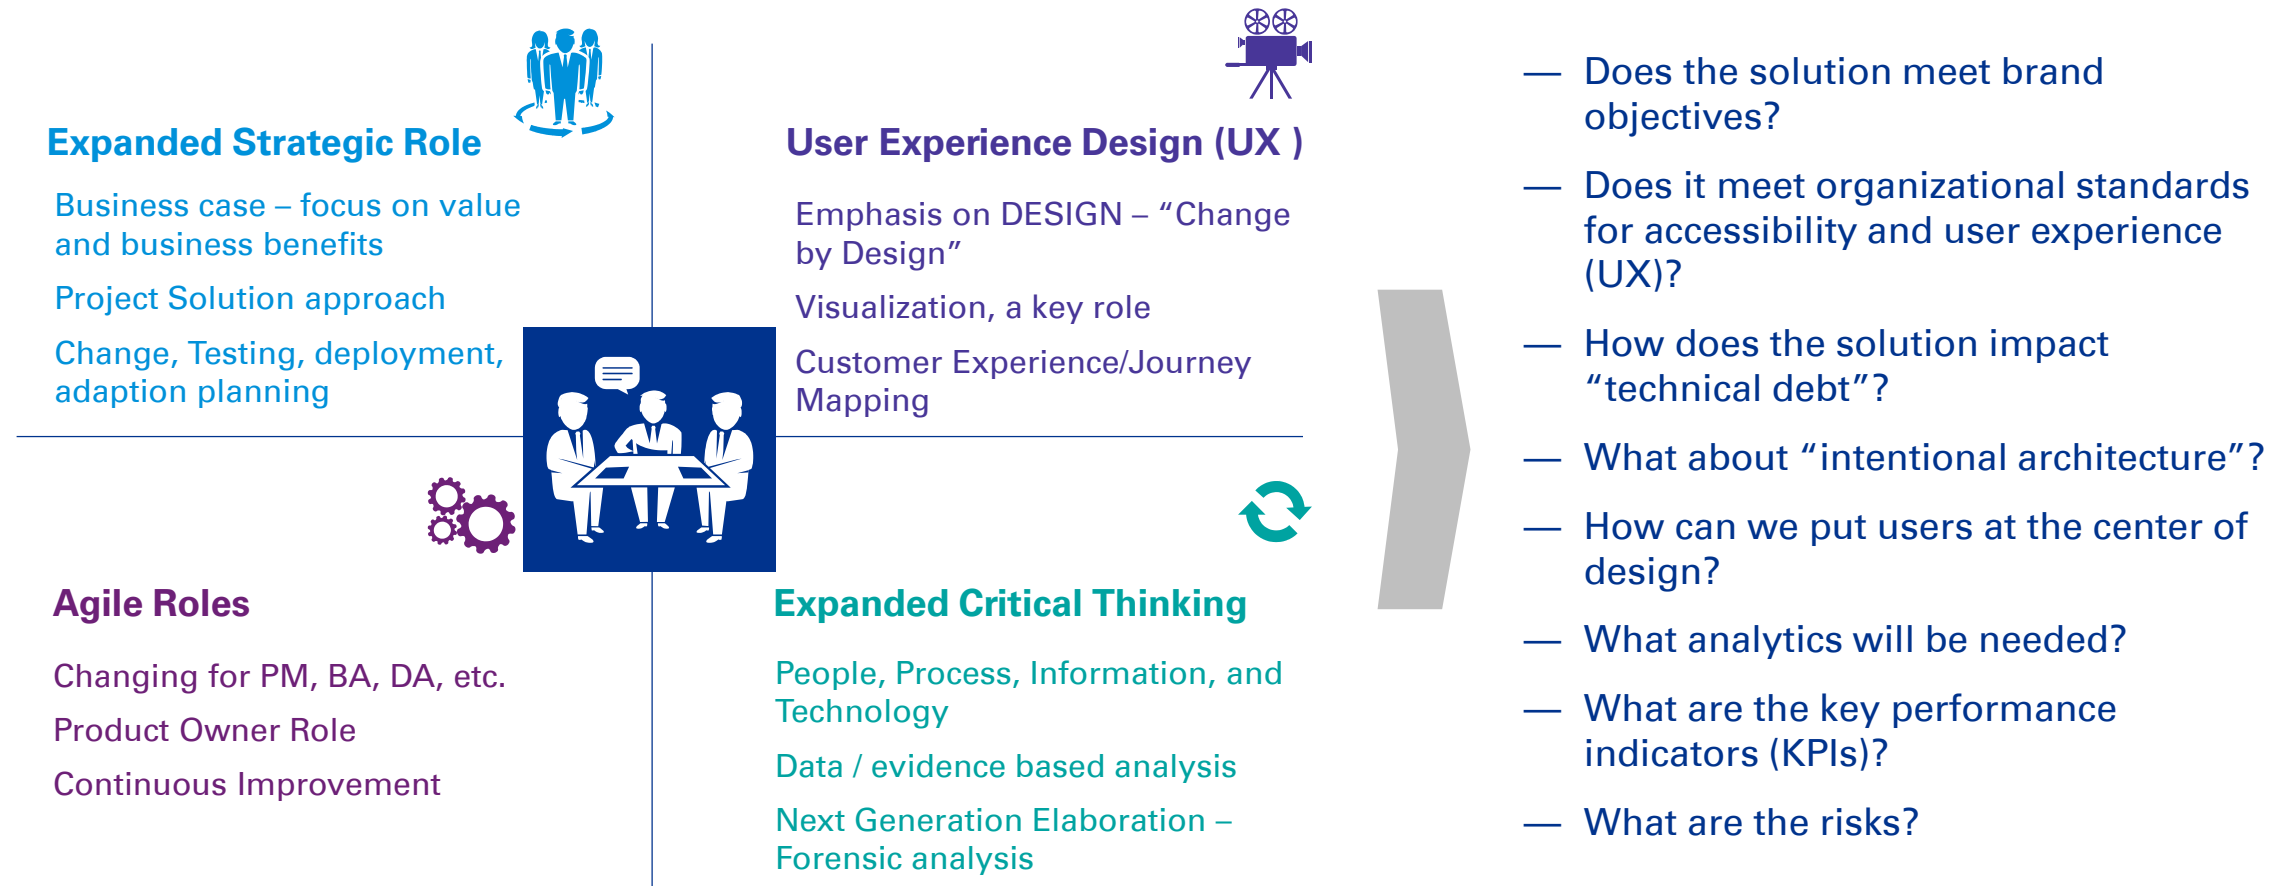 Expanded Strategic Role
Business case – focus on value
and business benefits
Project Solution approach
Change, Testing, deployment,
adaption planning
User Experience Design (UX )
Emphasis on DESIGN – “Change
by Design”
Visualization, a key role
Customer Experience/Journey
Mapping
Agile Roles
Changing for PM, BA, DA, etc.
Product Owner Role
Continuous Improvement
Expanded Critical Thinking
People, Process, Information, and
Technology
Data / evidence based analysis
Next Generation Elaboration –
Forensic analysis
— Does the solution meet brand
objectives?
— Does it meet organizational standards
for accessibility and user experience
(UX)?
— How does the solution impact
“technical debt”?
— What about “intentional architecture”?
— How can we put users at the center of
design?
— What analytics will be needed?
— What are the key performance
indicators (KPIs)?
— What are the risks?